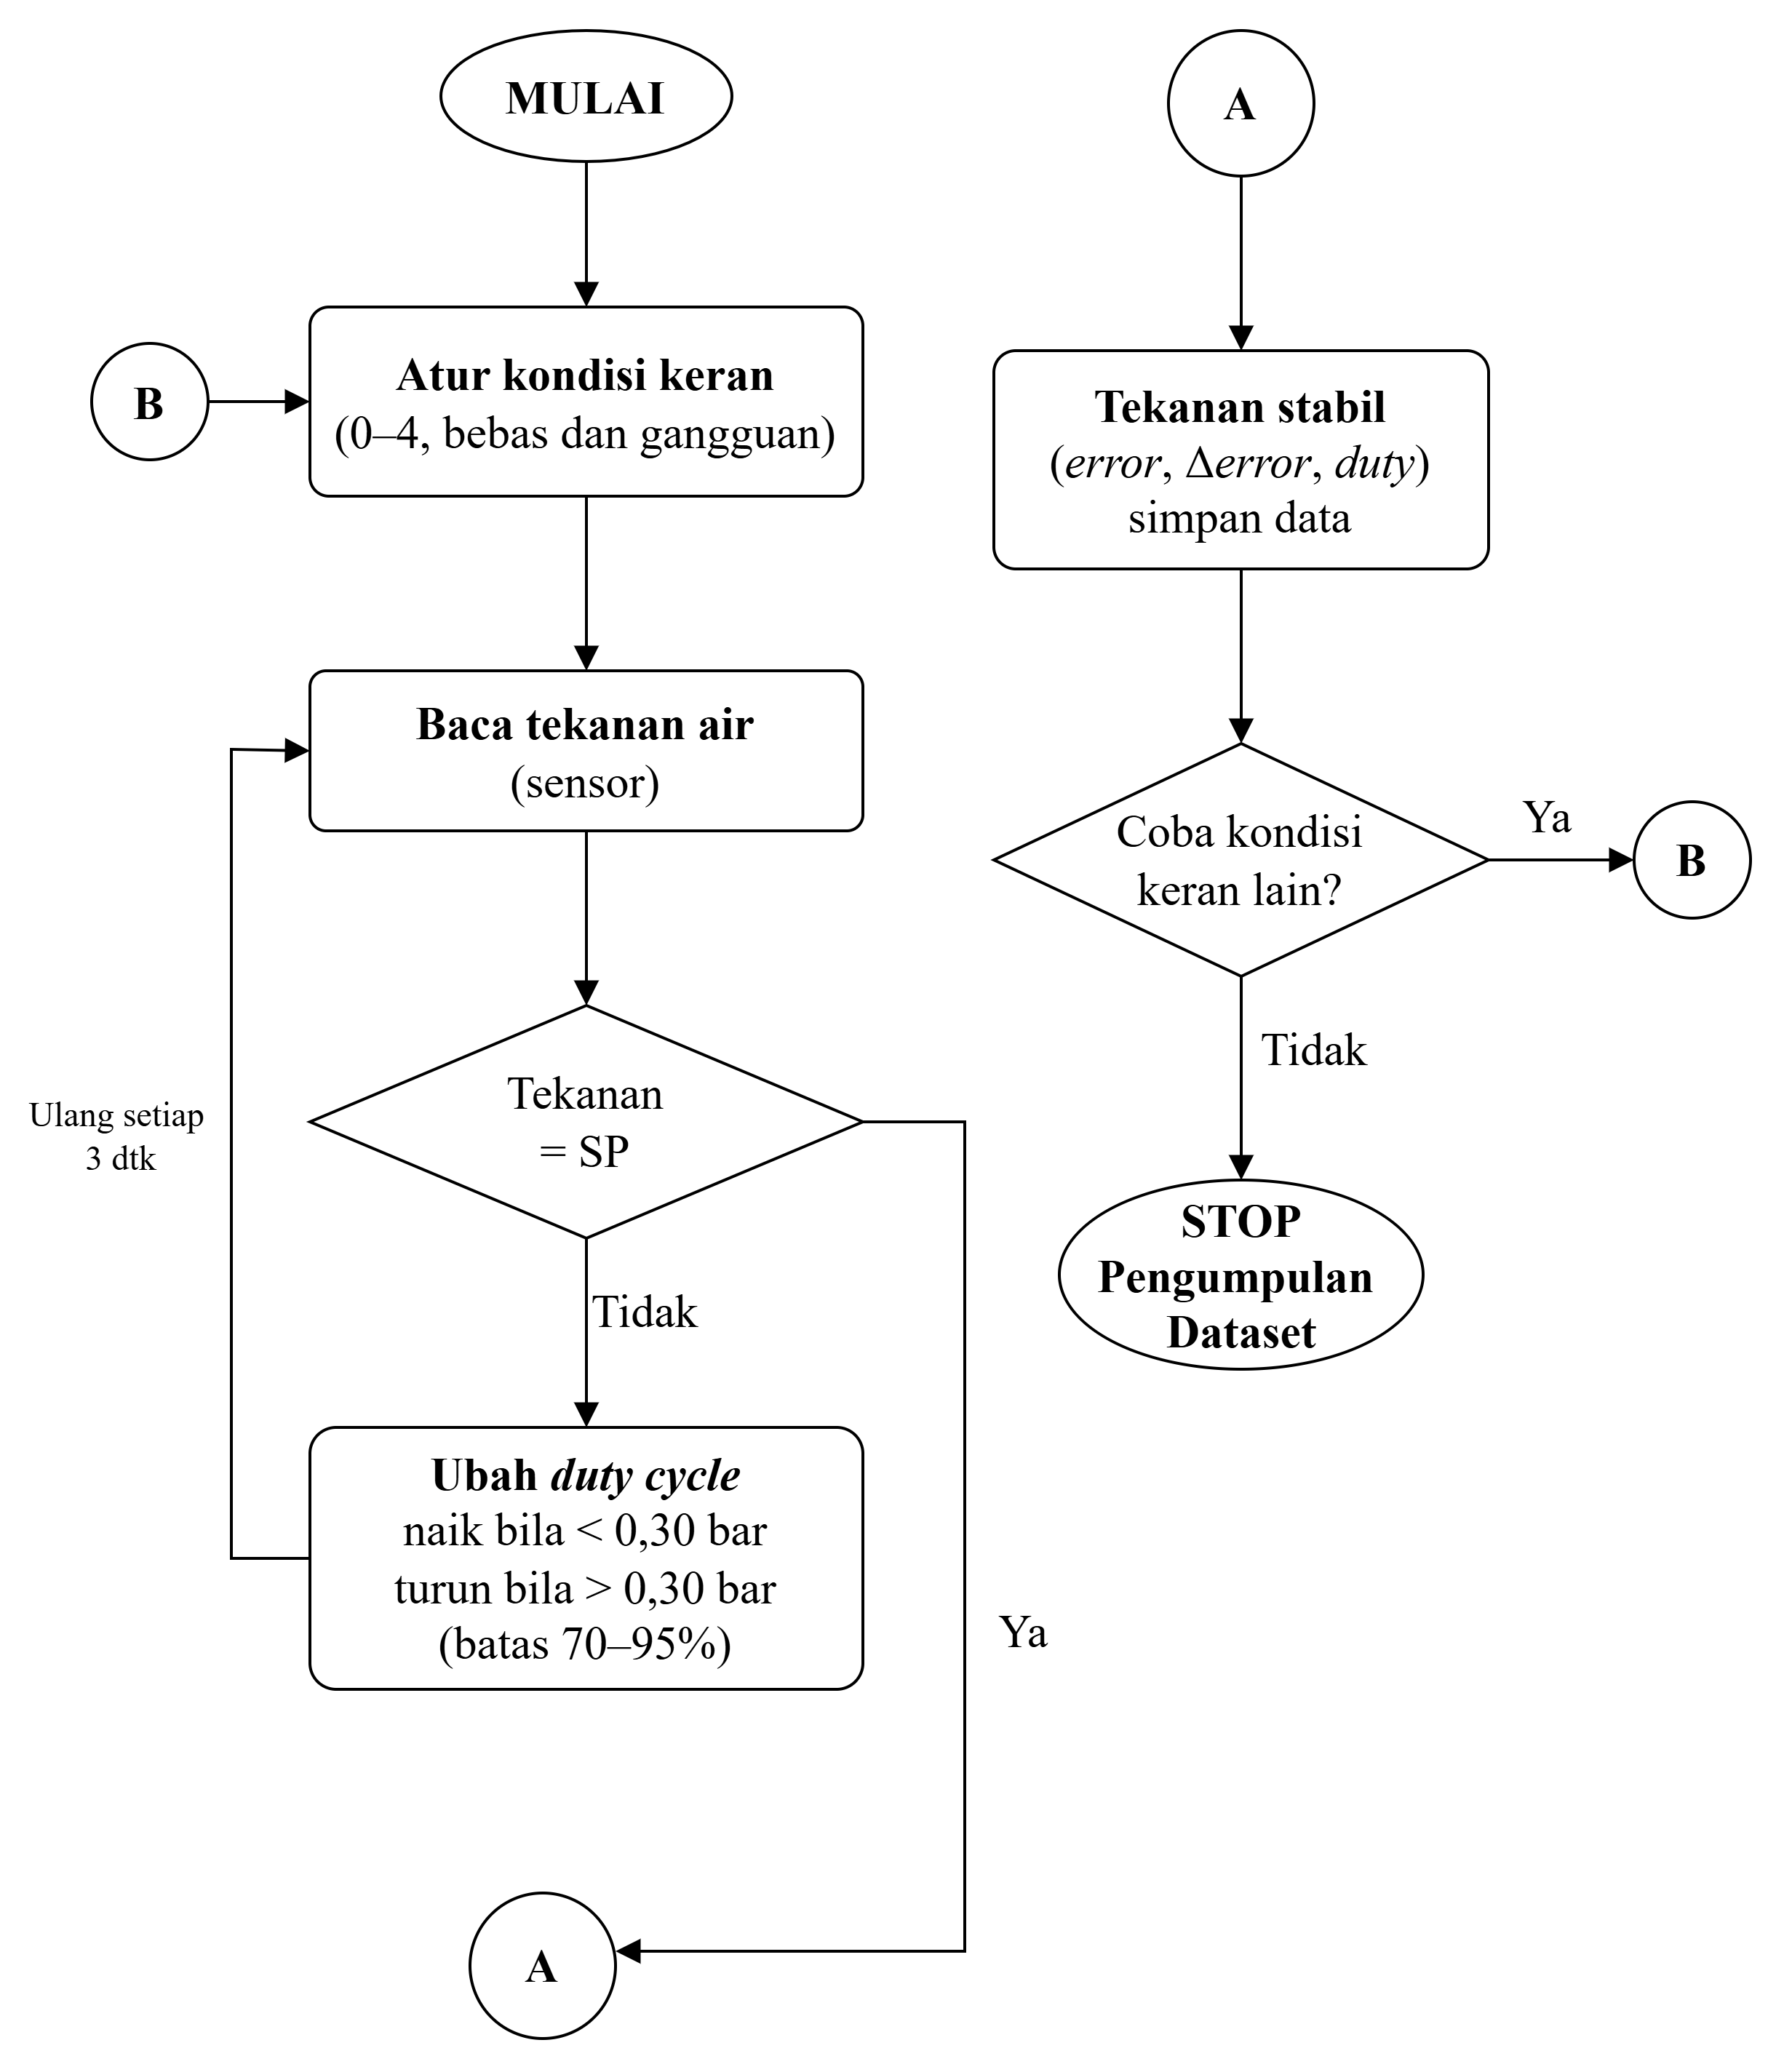 MULAI
B
Atur kondisi keran
(0–4, bebas dan gangguan)
Baca tekanan air
(sensor)
Tekanan
= SP
Ulang setiap
3 dtk
Tidak
Ubah duty cycle
naik bila < 0,30 bar
turun bila > 0,30 bar
(batas 70–95%)
Ya
A
A
Tekanan stabil
(error, Δerror, duty)
simpan data
Coba kondisi
keran lain?
Ya
B
Tidak
STOP
Pengumpulan
Dataset